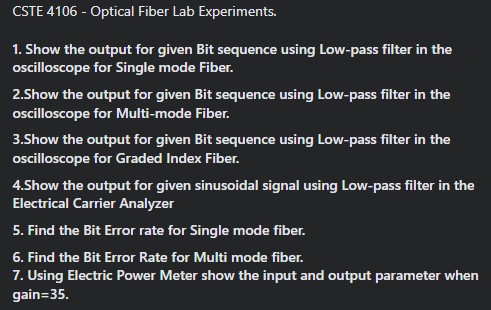 CSTE 4106 - Optical Fiber Lab Experiments.
1. Show the output for given Bit sequence using Low-pass filter in the
oscilloscope for Single mode Fiber.
2.Show the output for given Bit sequence using Low-pass filter in the
oscilloscope for Multi-mode Fiber.
3.Show the output for given Bit sequence using Low-pass filter in the
oscilloscope for Graded Index Fiber.
4.Show the output for given sinusoidal signal using Low-pass filter in the
Electrical Carrier Analyzer
5. Find the Bit Error rate for Single mode fiber.
6. Find the Bit Error Rate for Multi mode fiber.
7. Using Electric Power Meter show the input and output parameter when
gain=35.